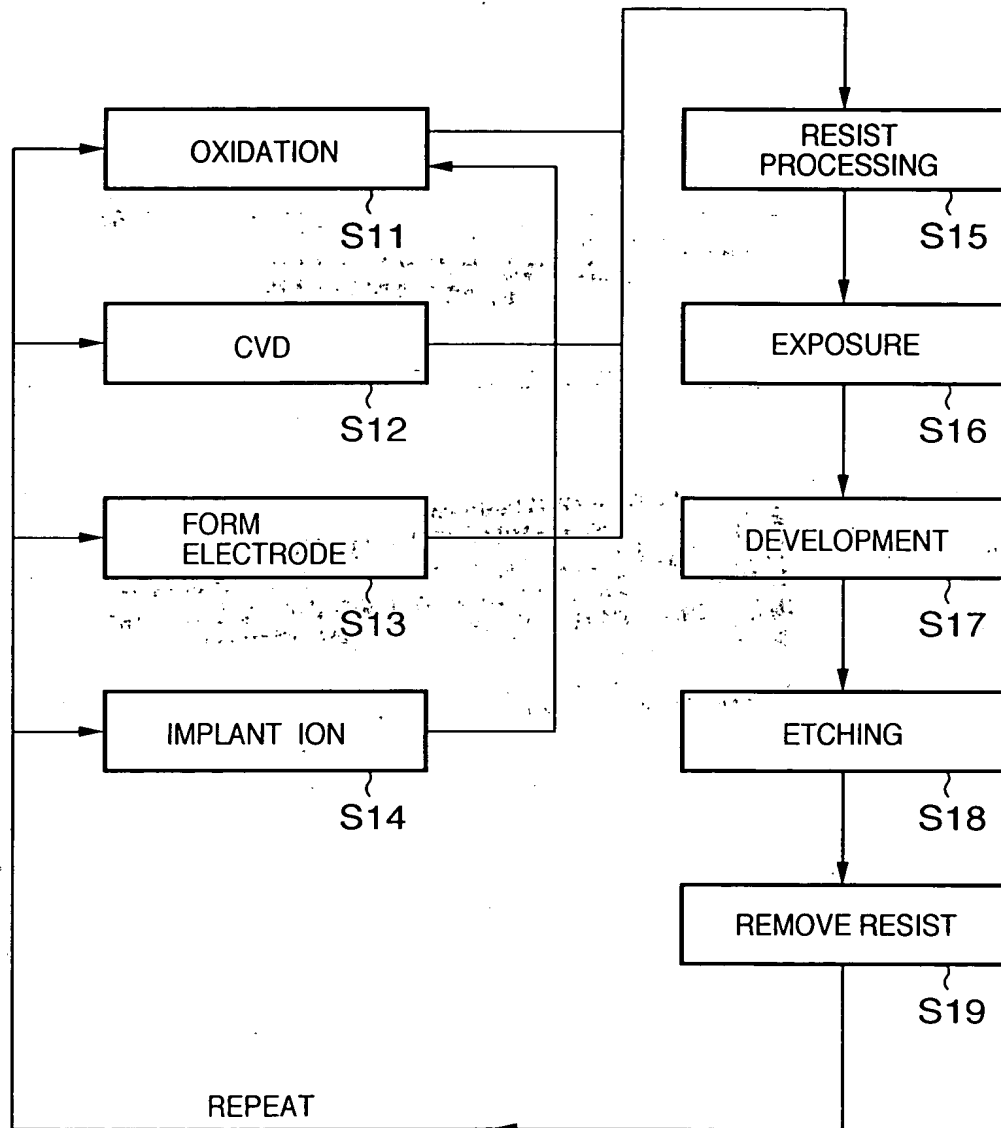 OXIDATION
S11
CVD
S12
FORM
ELECTRODE
S13
IMPLANT ION
S14
RESIST
PROCESSING
S15
EXPOSURE
S16
DEVELOPMENT
S17
ETCHING
S18
REMOVE RESIST
S19
REPEAT